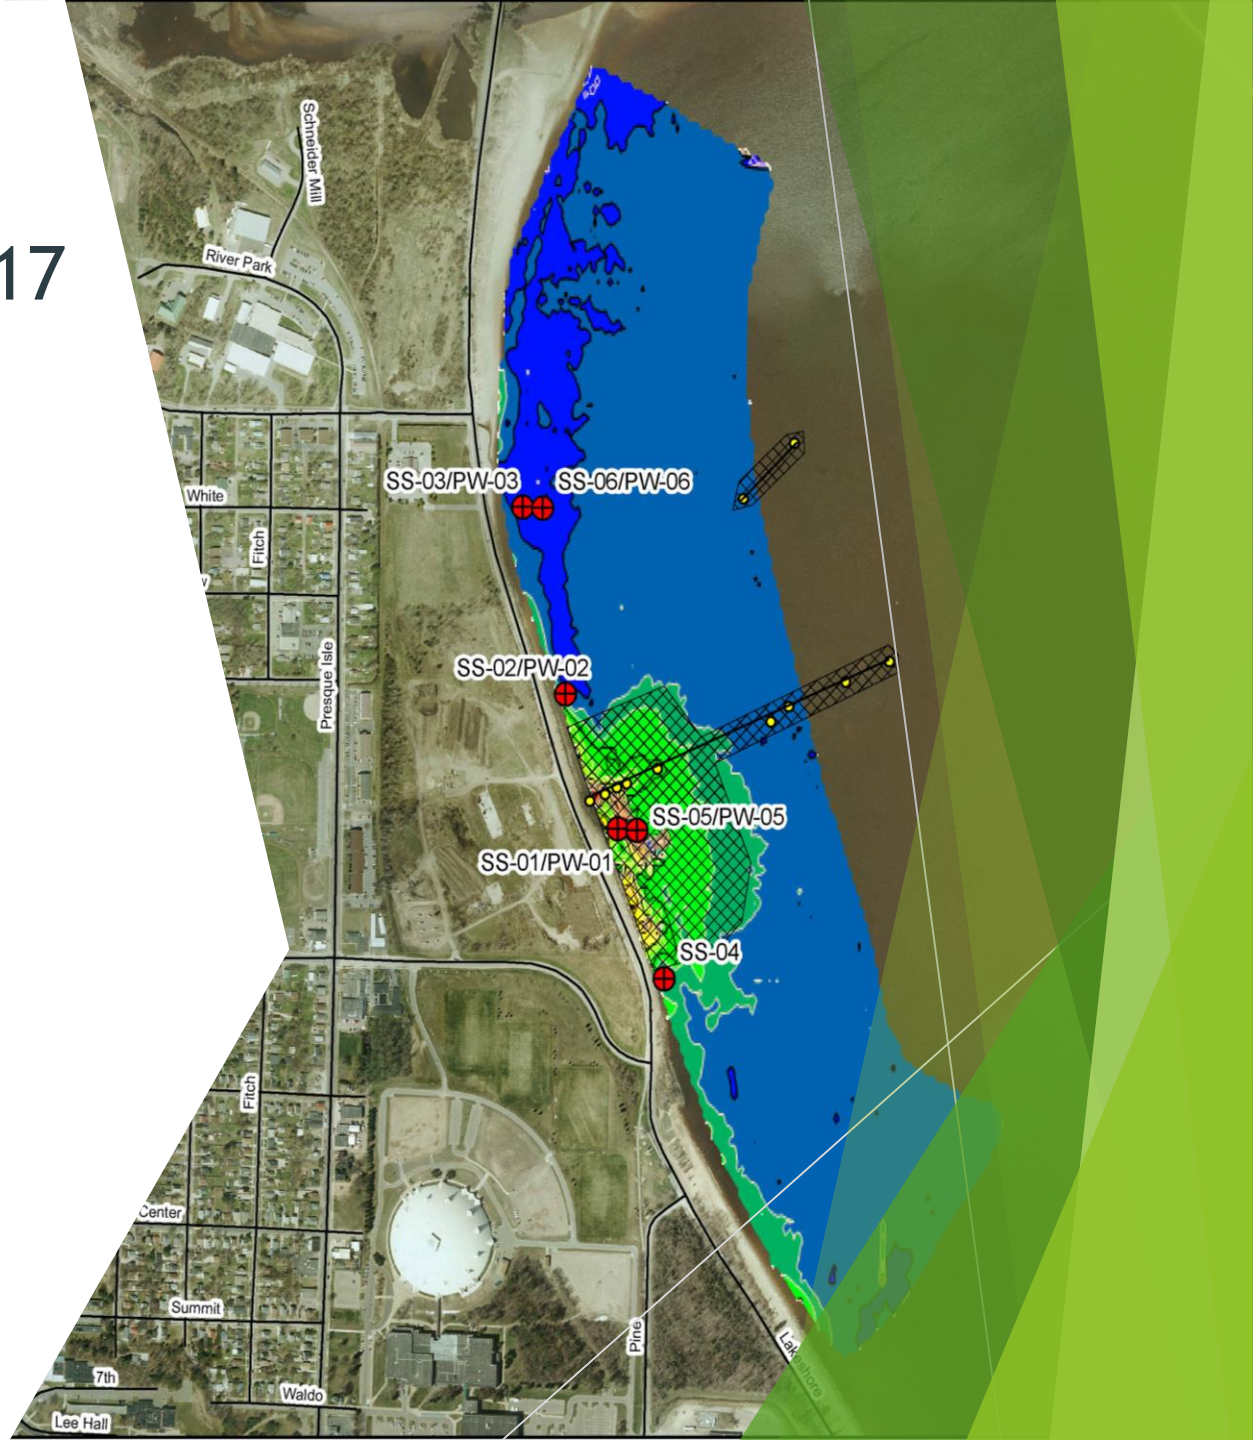 Schneider Mill
17
River Park
SS-03/PW-03
SS-06/PW-06
White
Fitch
SS-02/PW-02
Presque Isle
SS-05/PW-05
SS-01/PW-01
SS-04
Fitch
Center
Summit
Pine
Lakeshore
7th
Waldo
Lee Hall